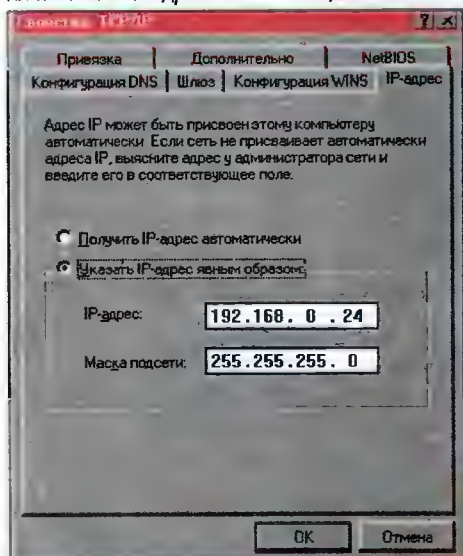 Свойства: TCP/IP
Привязка
Дополнительно
NetBIOS
Конфигурация DNS
Шлюз
Конфигурация WINS
IP-адрес
Адрес IP может быть присвоен этому компьютеру
автоматически. Если сеть не присваивает автоматически
адреса IP, выясните адрес у администратора сети и
введите его в соответствующее поле.
Получить IP-адрес автоматически
Указать IP-адрес явным образом:
IP-адрес:
192.168. 0 .24
Маска подсети:
255.255.255. 0
OK
Отмена